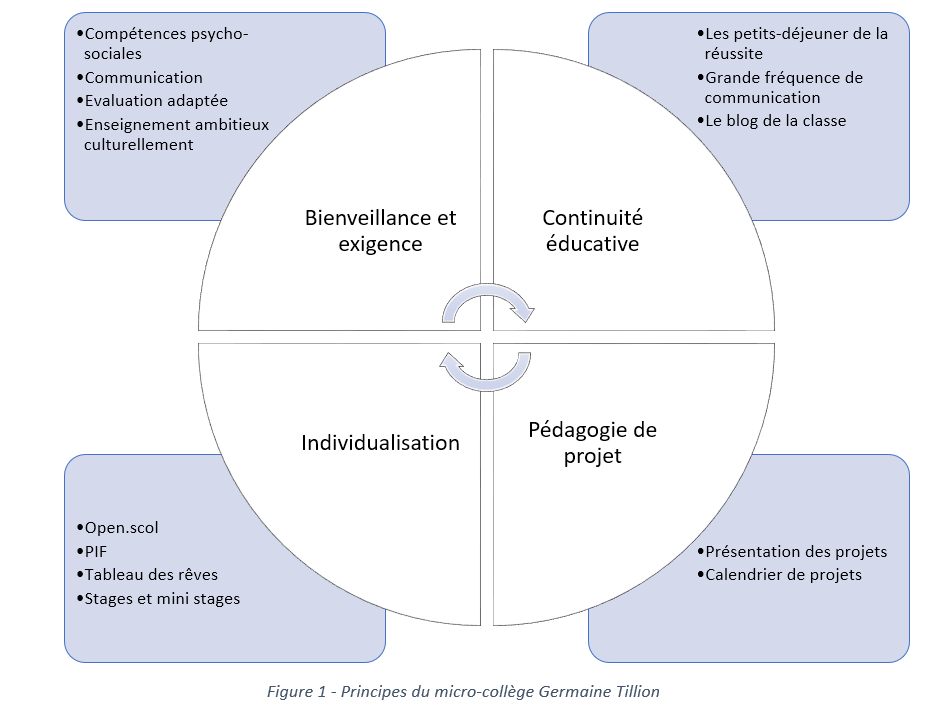 •Compétences psycho-
sociales
•Communication
•Evaluation adaptée
•Enseignement ambitieux
culturellement
•Les petits-déjeuner de la
réussite
•Grande fréquence de
communication
•Le blog de la classe
Bienveillance et
exigence
Continuité
éducative
Individualisation
Pédagogie de
projet
•Open.scol
•PIF
•Tableau des rêves
•Stages et mini stages
•Présentation des projets
•Calendrier de projets
Figure 1 - Principes du micro-collège Germaine Tillion